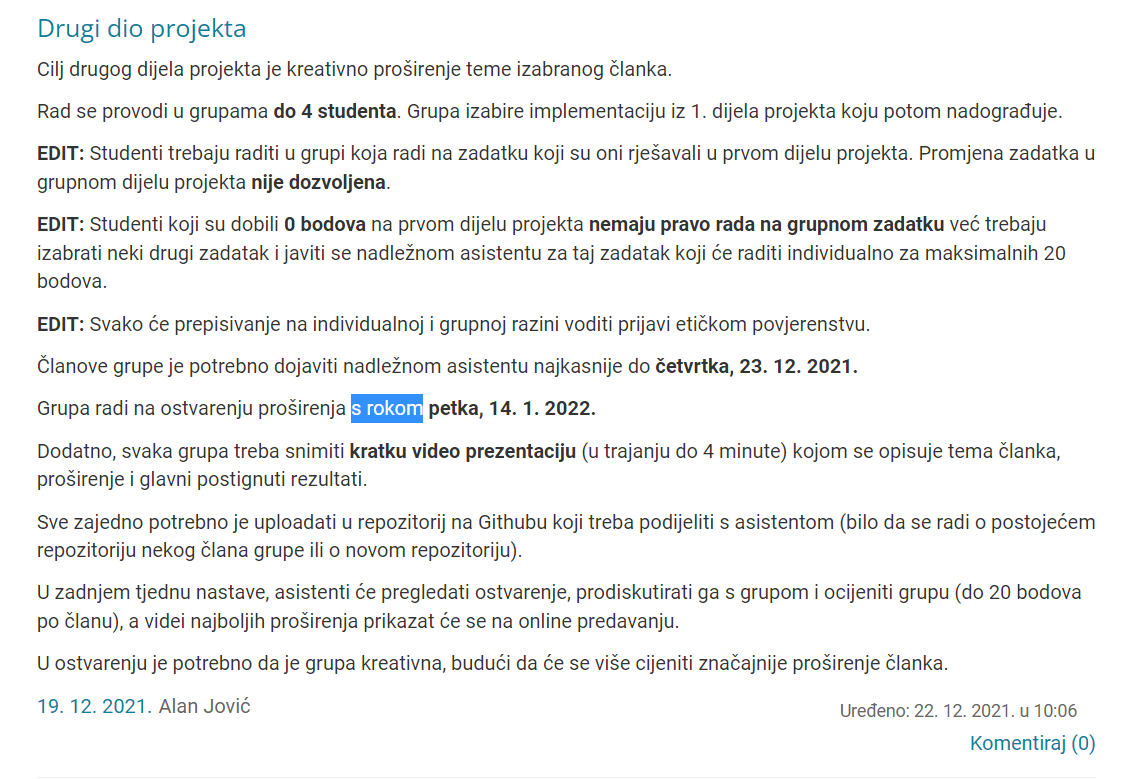 Drugi dio projekta
Cilj drugog dijela projekta je kreativno proširenje teme izabranog članka.
Rad se provodi u grupama do 4 studenta. Grupa izabire implementaciju iz 1. dijela projekta koju potom nadograđuje.
EDIT: Studenti trebaju raditi u grupi koja radi na zadatku koji su oni rješavali u prvom dijelu projekta. Promjena zadatka u
grupnom dijelu projekta nije dozvoljena.
EDIT: Studenti koji su dobili 0 bodova na prvom dijelu projekta nemaju pravo rada na grupnom zadatku već trebaju
izabrati neki drugi zadatak i javiti se nadležnom asistentu za taj zadatak koji će raditi individualno za maksimalnih 20
bodova.
EDIT: Svako će prepisivanje na individualnoj i grupnoj razini voditi prijavi etičkom povjerenstvu.
Članove grupe je potrebno dojaviti nadležnom asistentu najkasnije do četvrtka, 23. 12. 2021.
Grupa radi na ostvarenju proširenja s rokom petka, 14. 1. 2022.
Dodatno, svaka grupa treba snimiti kratku video prezentaciju (u trajanju do 4 minute) kojom se opisuje tema članka,
proširenje i glavni postignuti rezultati.
Sve zajedno potrebno je uploadati u repozitorij na Githubu koji treba podijeliti s asistentom (bilo da se radi o postojećem
repozitoriju nekog člana grupe ili o novom repozitoriju).
U zadnjem tjednu nastave, asistenti će pregledati ostvarenje, prodiskutirati ga s grupom i ocijeniti grupu (do 20 bodova
po članu), a videi najboljih proširenja prikazat će se na online predavanju.
U ostvarenju je potrebno da je grupa kreativna, budući da će se više cijeniti značajnije proširenje članka.
19. 12. 2021. Alan Jović
Uređeno: 22. 12. 2021. u 10:06
Komentiraj (0)